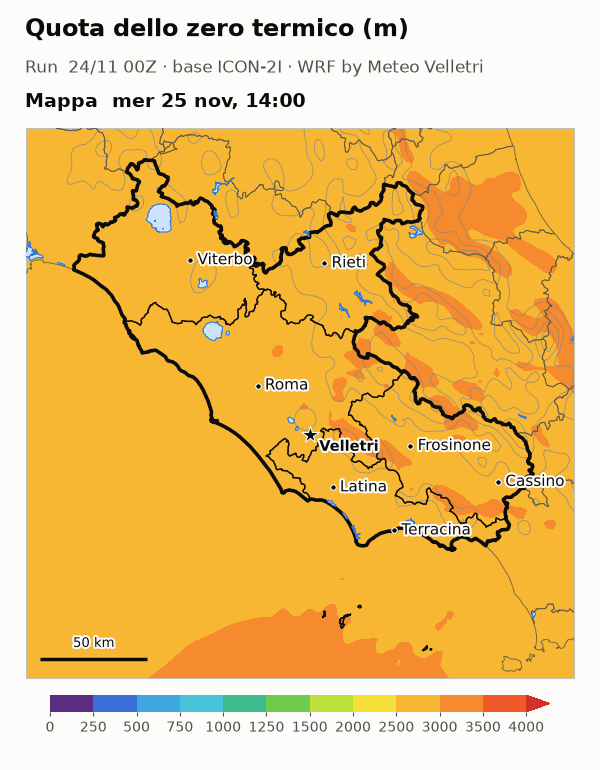 Quota dello zero termico (m)
Run 24/11 00Z · base ICON-2I · WRF by Meteo Velletri
Mappa mer 25 nov, 14:00
Viterbo
Rieti
Roma
Velletri
Frosinone
Latina
Cassino
Terracina
50 km
0 250 500 750 1000 1250 1500 2000 2500 3000 3500 4000